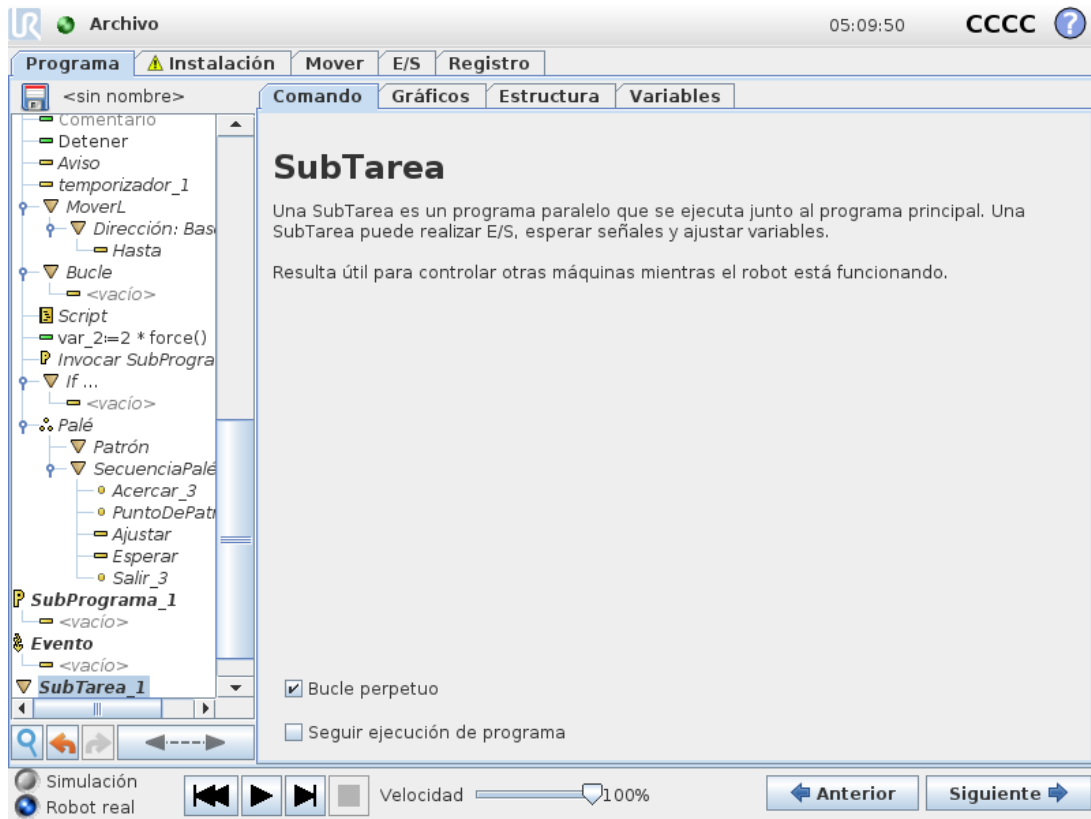 UR Archivo 05:09:50 CCCC ?
Programa Instalación Mover E/S Registro
<sin nombre> Comando Gráficos Estructura Variables
Comentario
Detener
Aviso
temporizador_1
MoverL
Dirección: Bas
Hasta
Bucle
<vacío>
Script
var_2:=2 * force()
Invocar SubProgra
If ...
<vacío>
Palé
Patrón
SecuenciaPalé
Acercar_3
PuntoDePatr
Ajustar
Esperar
Salir_3
SubPrograma_1
<vacío>
Evento
<vacío>
SubTarea_1
SubTarea
Una SubTarea es un programa paralelo que se ejecuta junto al programa principal. Una
SubTarea puede realizar E/S, esperar señales y ajustar variables.
Resulta útil para controlar otras máquinas mientras el robot está funcionando.
Bucle perpetuo
Seguir ejecución de programa
Simulación
Robot real
Velocidad 100%
Anterior Siguiente